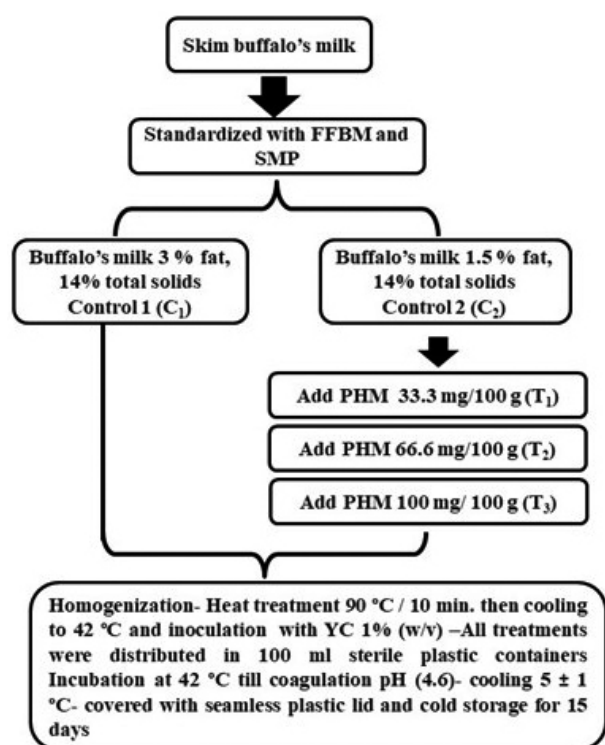 Skim buffalo's milk
Standardized with FFBM and
SMP
Buffalo's milk 3 % fat,
14% total solids
Control 1 (C₁)
Buffalo's milk 1.5 % fat,
14% total solids
Control 2 (C₂)
Add PHM 33.3 mg/100 g (T₁)
Add PHM 66.6 mg/100 g (T₂)
Add PHM 100 mg/ 100 g (T₃)
Homogenization- Heat treatment 90 °C / 10 min. then cooling
to 42 °C and inoculation with YC 1% (w/v) –All treatments
were distributed in 100 ml sterile plastic containers
Incubation at 42 °C till coagulation pH (4.6)- cooling 5 ± 1
°C- covered with seamless plastic lid and cold storage for 15
days